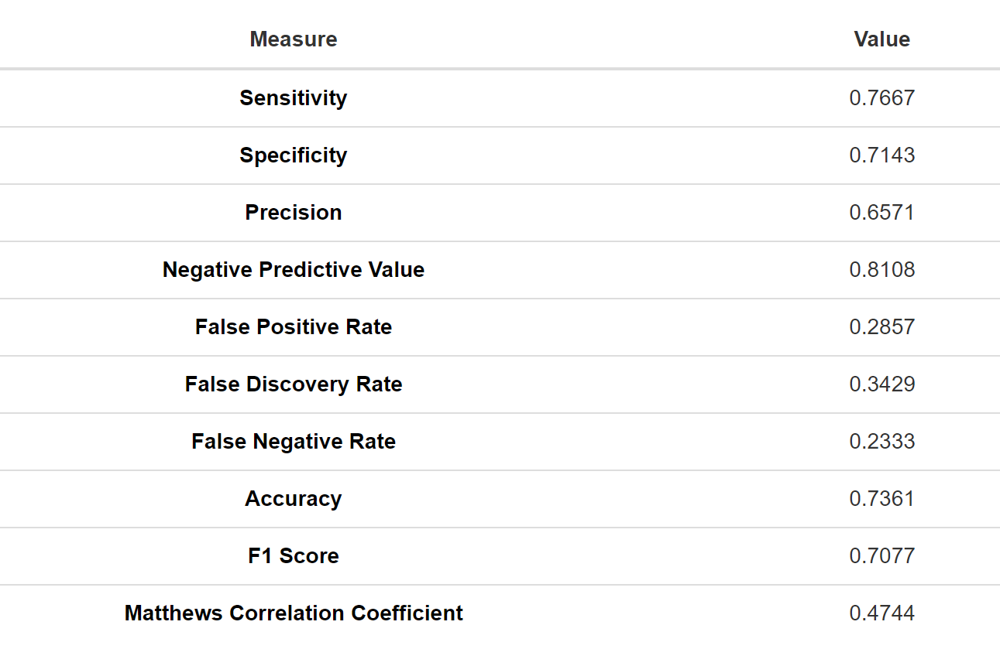 Measure Value
Sensitivity 0.7667
Specificity 0.7143
Precision 0.6571
Negative Predictive Value 0.8108
False Positive Rate 0.2857
False Discovery Rate 0.3429
False Negative Rate 0.2333
Accuracy 0.7361
F1 Score 0.7077
Matthews Correlation Coefficient 0.4744